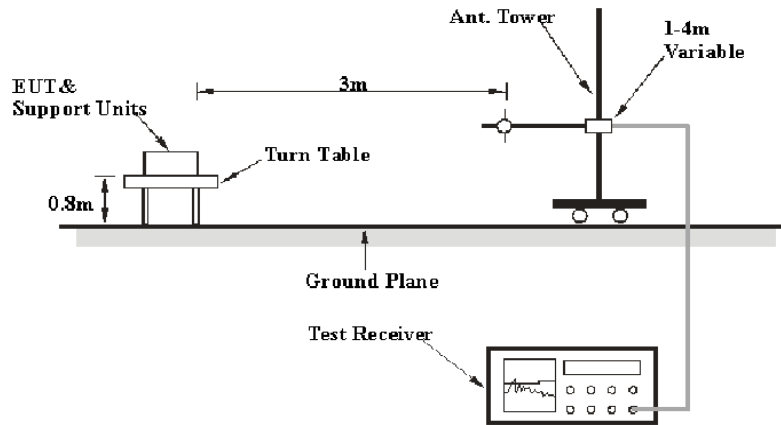 Ant. Tower
1-4m
Variable
EUT&
Support Units
3m
Turn Table
0.8m
Ground Plane
Test Receiver